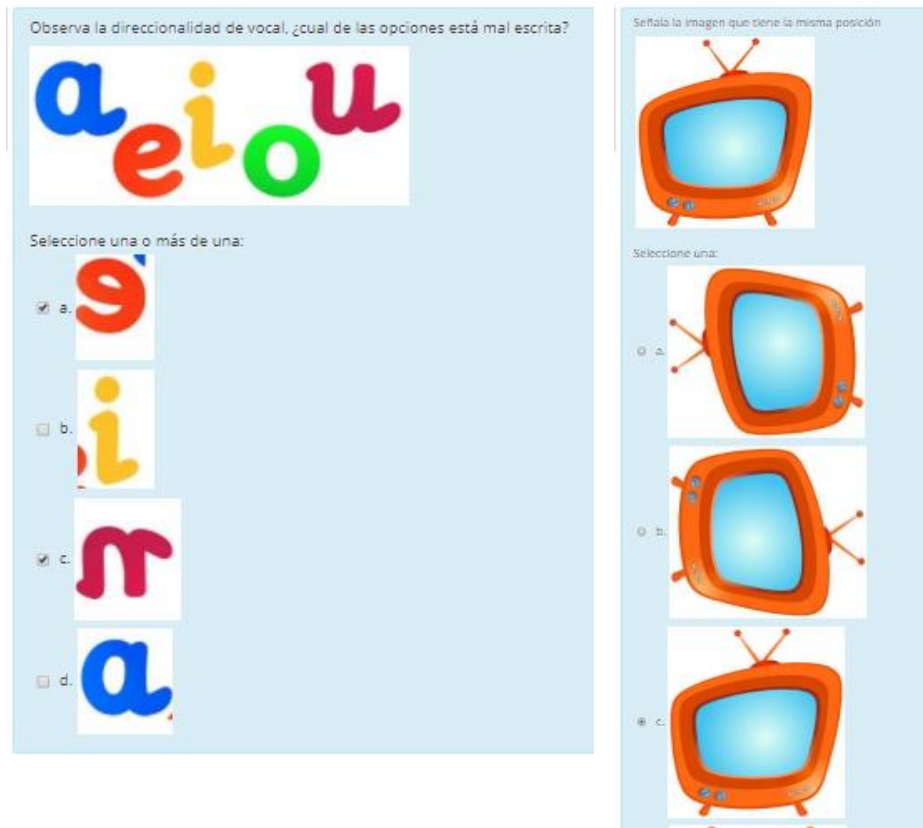 Observa la direccionalidad de vocal, ¿cual de las opciones está mal escrita?
a e i o u
Seleccione una o más de una:
a. e
b. i
c. u
d. a
Señala la imagen que tiene la misma posición
Seleccione una:
a.
b.
c.